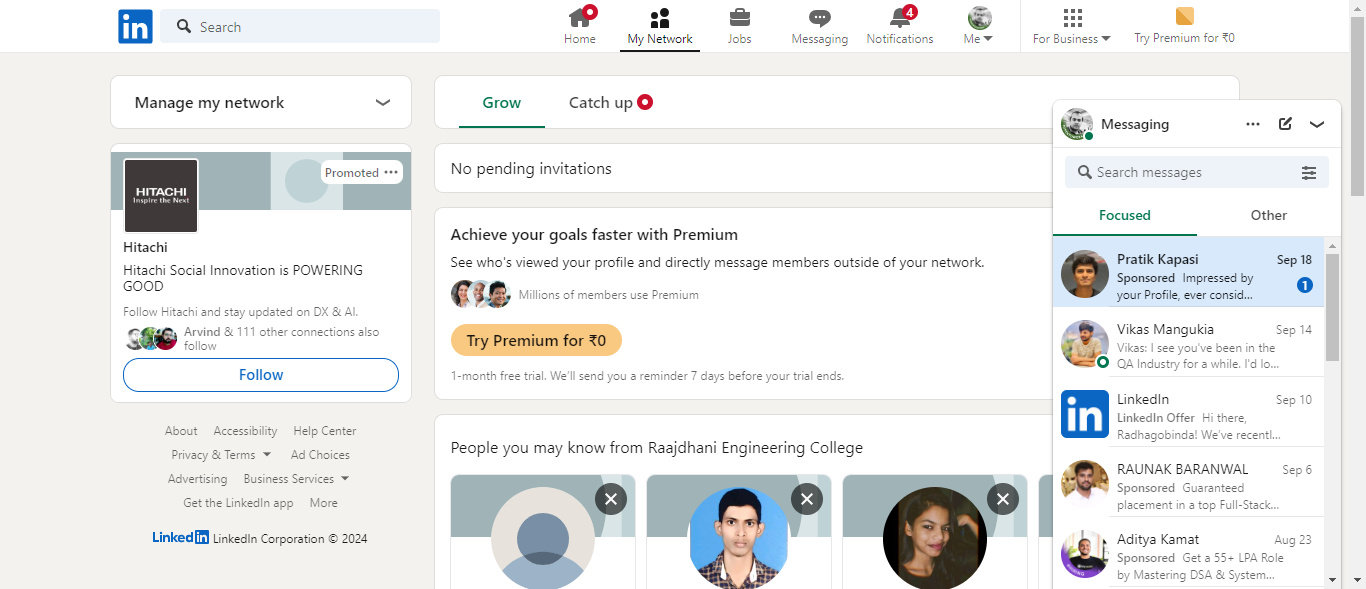 in
Search
Home
My Network
Jobs
Messaging
4
Notifications
Me
For Business
Try Premium for ₹0
Manage my network
Promoted
HITACHI
Inspire the Next
Hitachi
Hitachi Social Innovation is POWERING
GOOD
Follow Hitachi and stay updated on DX & AI.
Arvind & 111 other connections also
follow
Follow
About Accessibility Help Center
Privacy & Terms Ad Choices
Advertising Business Services
Get the LinkedIn app More
LinkedIn LinkedIn Corporation © 2024
Grow
Catch up
No pending invitations
Achieve your goals faster with Premium
See who's viewed your profile and directly message members outside of your network.
Millions of members use Premium
Try Premium for ₹0
1-month free trial. We'll send you a reminder 7 days before your trial ends.
People you may know from Raajdhani Engineering College
Messaging
Search messages
Focused
Other
Pratik Kapasi Sep 18
Sponsored Impressed by
your Profile, ever consid... 1
Vikas Mangukia Sep 14
Vikas: I see you've been in the
QA Industry for a while. I'd lo...
in
LinkedIn Sep 10
LinkedIn Offer Hi there,
Radhagobinda! We've recentl...
RAUNAK BARANWAL Sep 6
Sponsored Guaranteed
placement in a top Full-Stack...
Aditya Kamat Aug 23
Sponsored Get a 55+ LPA Role
by Mastering DSA & System...